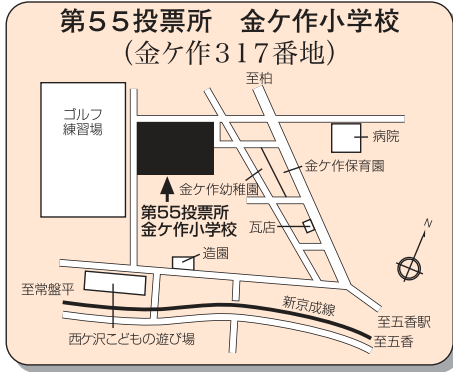 第５５投票所　金ケ作小学校
（金ケ作３１７番地）
至柏
ゴルフ
練習場
病院
金ケ作保育園
金ケ作幼稚園
第55投票所
金ケ作小学校
瓦店
造園
N
至常盤平
新京成線
至五香駅
至五香
西ケ沢こどもの遊び場